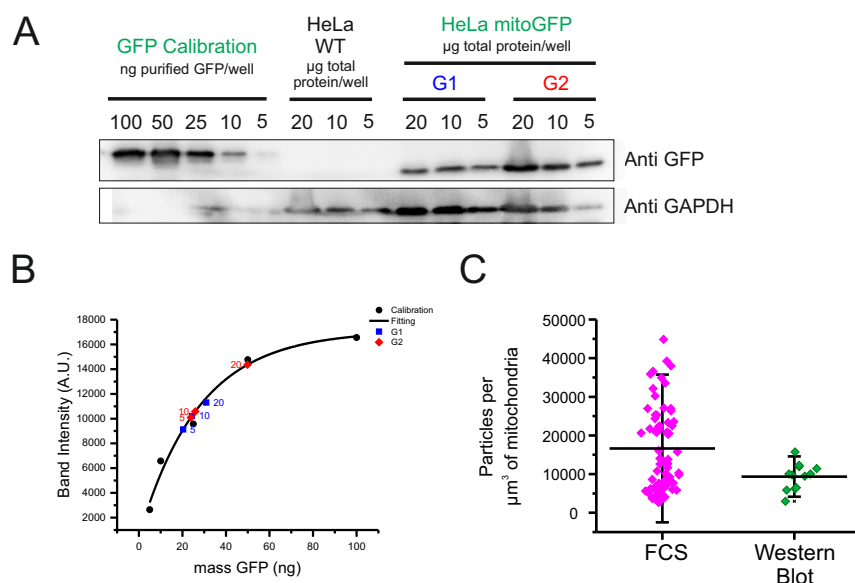 A
GFP Calibration
ng purified GFP/well
HeLa
WT
µg total
protein/well
HeLa mitoGFP
µg total protein/well
G1
G2
100 50 25 10 5 20 10 5 20 10 5 20 10 5
Anti GFP
Anti GAPDH
B
Band Intensity (A.U.)
18000
16000
14000
12000
10000
8000
6000
4000
2000
0 20 40 60 80 100
mass GFP (ng)
Calibration
Fitting
G1
G2
20
20
10
10
5
5
C
Particles per
µm³ of mitochondria
50000
40000
30000
20000
10000
0
FCS
Western
Blot